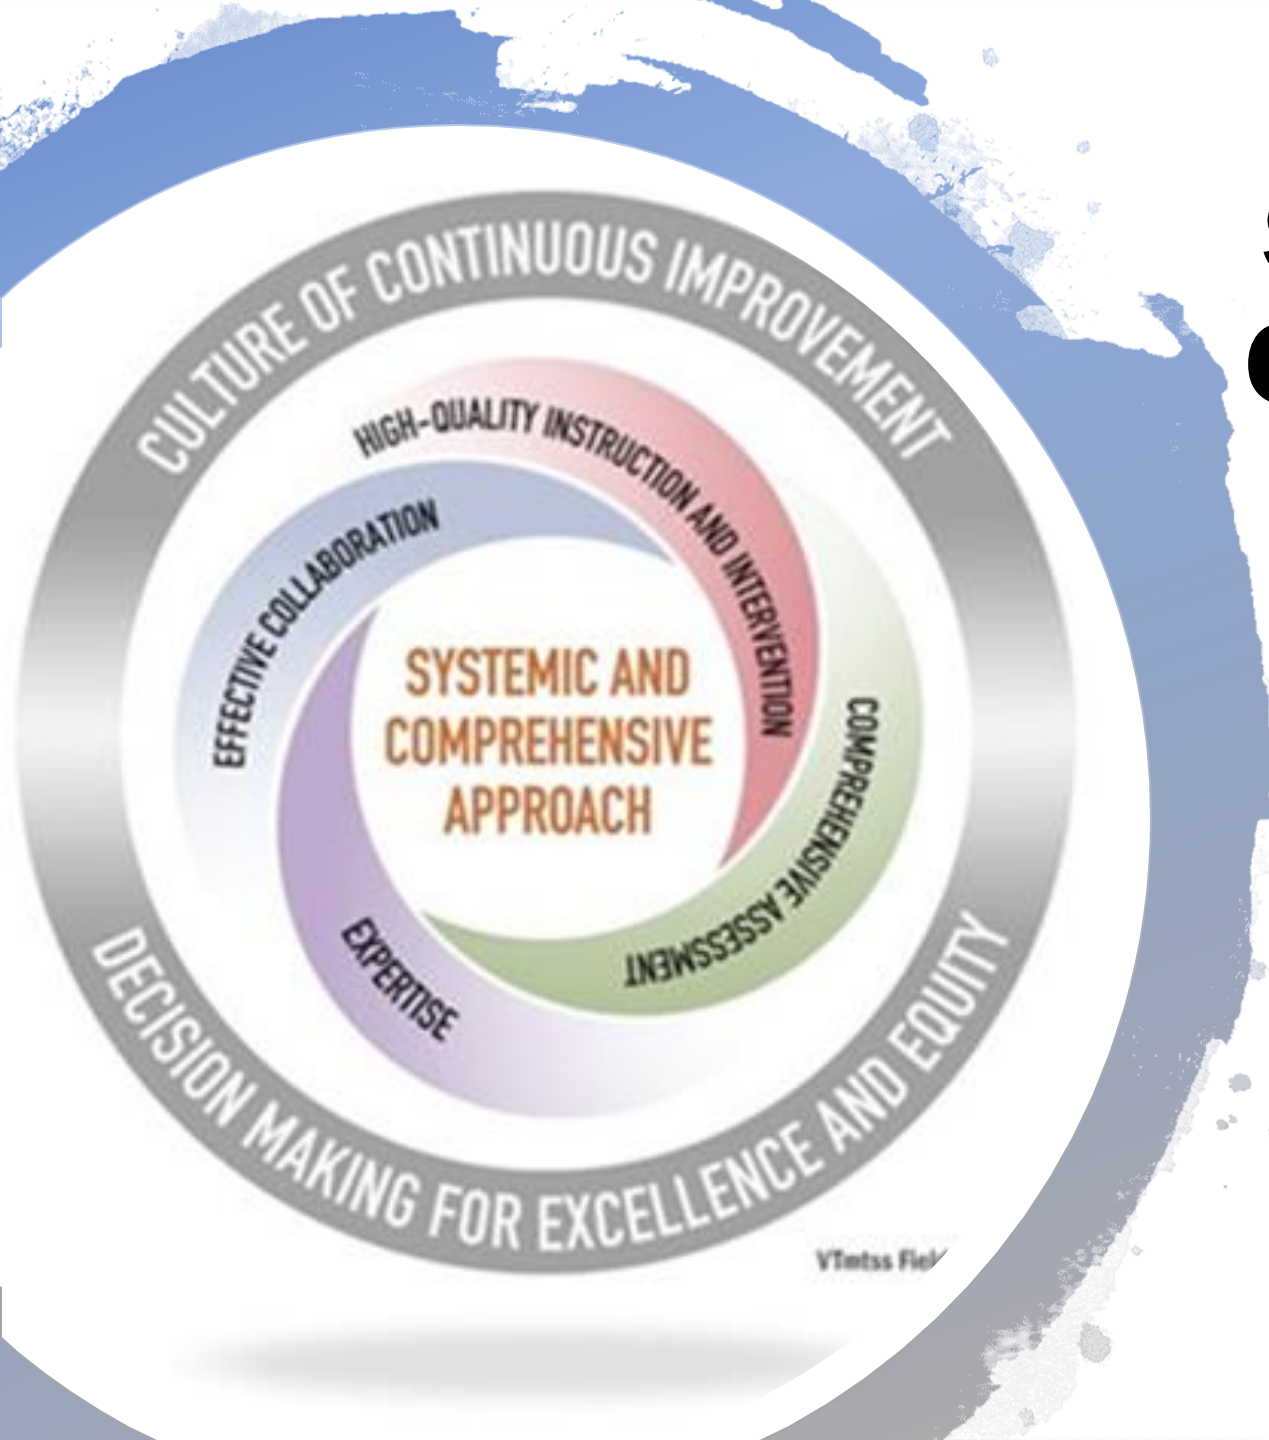 CULTURE OF CONTINUOUS IMPROVEMENT
HIGH-QUALITY INSTRUCTION AND INTERVENTION
EFFECTIVE COLLABORATION
SYSTEMIC AND
COMPREHENSIVE
APPROACH
COMPREHENSIVE ASSESSMENT
EXPERTISE
DECISION MAKING FOR EXCELLENCE AND EQUITY
VTmtss